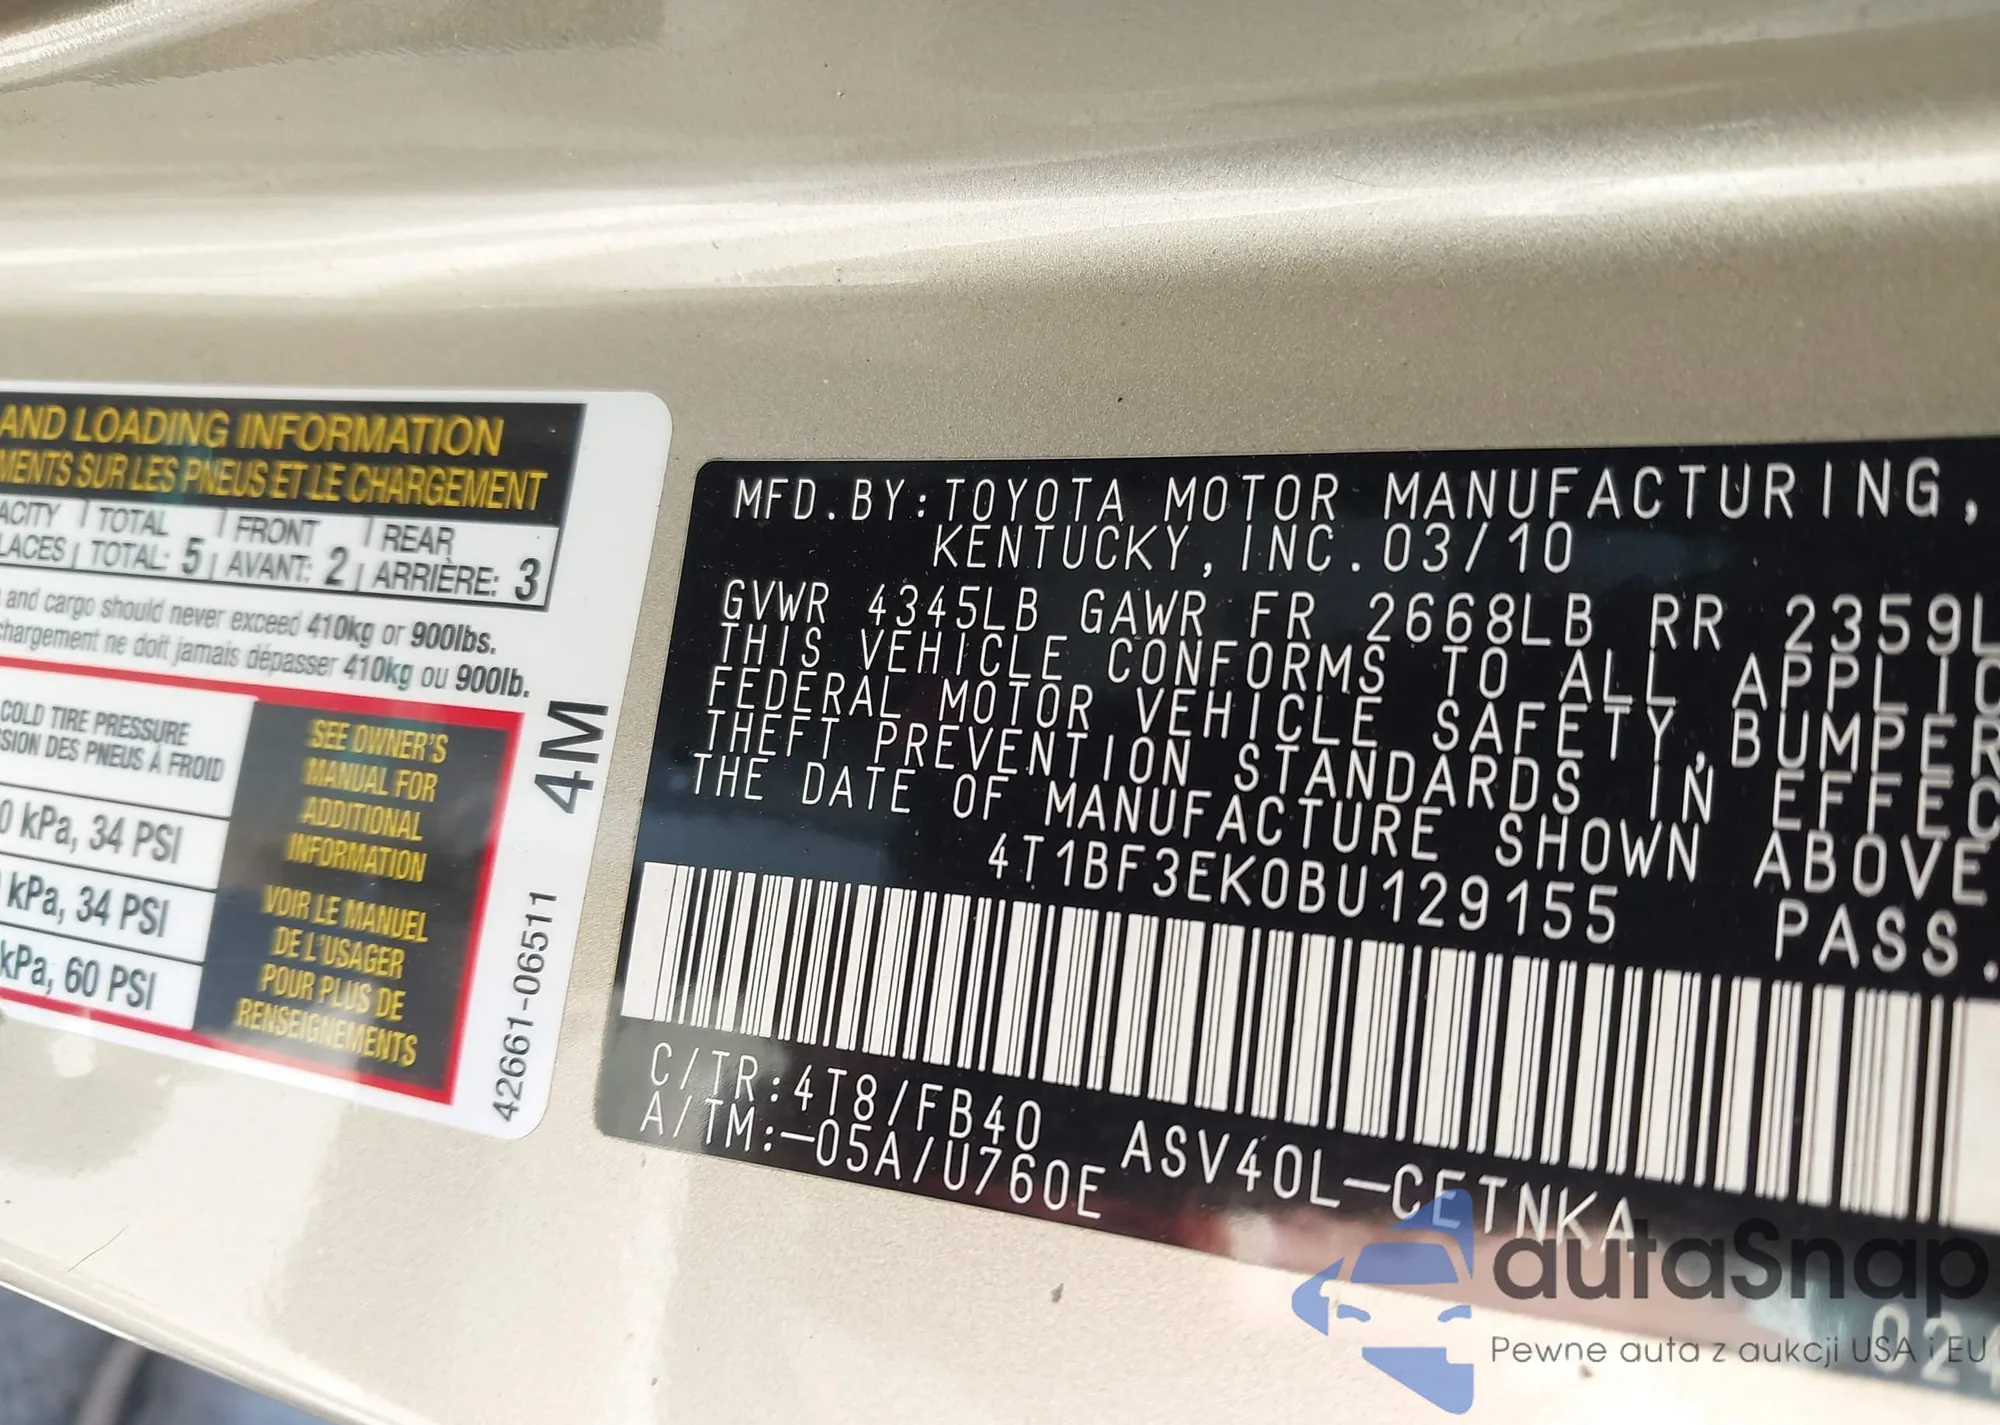 AND LOADING INFORMATION
MENTS SUR LES PNEUS ET LE CHARGEMENT
ACITY TOTAL FRONT REAR
LACES TOTAL: 5 AVANT: 2 ARRIÈRE: 3
and cargo should never exceed 410kg or 900lbs.
chargement ne doit jamais dépasser 410kg ou 900lb.
COLD TIRE PRESSURE
SION DES PNEUS À FROID
0 kPa, 34 PSI
kPa, 34 PSI
kPa, 60 PSI
SEE OWNER'S
MANUAL FOR
ADDITIONAL
INFORMATION
VOIR LE MANUEL
DE L'USAGER
POUR PLUS DE
RENSEIGNEMENTS
4M
42661-06511
MFD.BY:TOYOTA MOTOR MANUFACTURING,
KENTUCKY,INC.03/10
GVWR 4345LB GAWR FR 2668LB RR 2359L
THIS VEHICLE CONFORMS TO ALL APPLIC
FEDERAL MOTOR VEHICLE SAFETY,BUMPER
THEFT PREVENTION STANDARDS IN EFFEC
THE DATE OF MANUFACTURE SHOWN ABOVE
4T1BF3EK0BU129155 PASS.
C/TR:4T8/FB40
A/TM:-05A/U760E ASV40L-CETNKA
024
autaSnap
Pewne auta z aukcji USA i EU